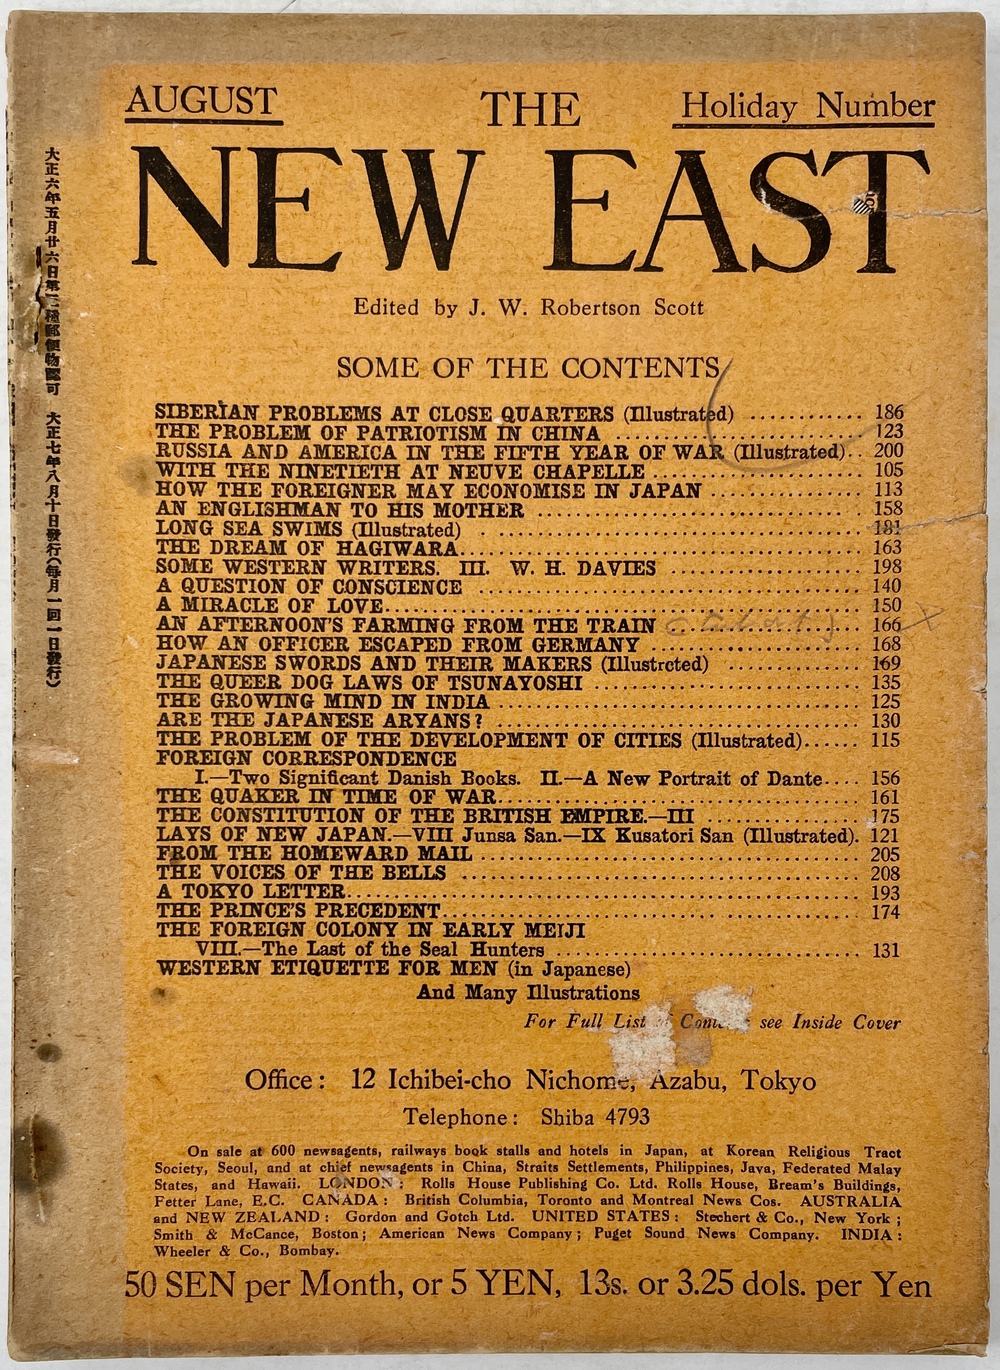 AUGUST THE Holiday Number
NEW EAST
Edited by J. W. Robertson Scott
SOME OF THE CONTENTS
SIBERIAN PROBLEMS AT CLOSE QUARTERS (Illustrated) ............ 186
THE PROBLEM OF PATRIOTISM IN CHINA ............ 123
RUSSIA AND AMERICA IN THE FIFTH YEAR OF WAR (Illustrated).. 200
WITH THE NINETIETH AT NEUVE CHAPELLE ............ 105
HOW THE FOREIGNER MAY ECONOMISE IN JAPAN ............ 113
AN ENGLISHMAN TO HIS MOTHER ............ 158
LONG SEA SWIMS (Illustrated) ............ 181
THE DREAM OF HAGIWARA............ 163
SOME WESTERN WRITERS. III. W. H. DAVIES ............ 198
A QUESTION OF CONSCIENCE ............ 140
A MIRACLE OF LOVE............ 150
AN AFTERNOON'S FARMING FROM THE TRAIN ............ 166
HOW AN OFFICER ESCAPED FROM GERMANY ............ 168
JAPANESE SWORDS AND THEIR MAKERS (Illustrcted) ............ 169
THE QUEER DOG LAWS OF TSUNAYOSHI ............ 135
THE GROWING MIND IN INDIA ............ 125
ARE THE JAPANESE ARYANS? ............ 130
THE PROBLEM OF THE DEVELOPMENT OF CITIES (Illustrated)...... 115
FOREIGN CORRESPONDENCE
I.—Two Significant Danish Books. II.—A New Portrait of Dante.... 156
THE QUAKER IN TIME OF WAR............ 161
THE CONSTITUTION OF THE BRITISH EMPIRE.—III ............ 175
LAYS OF NEW JAPAN.—VIII Junsa San.—IX Kusatori San (Illustrated). 121
FROM THE HOMEWARD MAIL ............ 205
THE VOICES OF THE BELLS ............ 208
A TOKYO LETTER............ 193
THE PRINCE'S PRECEDENT............ 174
THE FOREIGN COLONY IN EARLY MEIJI
VIII.—The Last of the Seal Hunters ............ 131
WESTERN ETIQUETTE FOR MEN (in Japanese)
And Many Illustrations
For Full List see Inside Cover
Office: 12 Ichibei-cho Nichome, Azabu, Tokyo
Telephone: Shiba 4793
On sale at 600 newsagents, railways book stalls and hotels in Japan, at Korean Religious Tract
Society, Seoul, and at chief newsagents in China, Straits Settlements, Philippines, Java, Federated Malay
States, and Hawaii. LONDON: Rolls House Publishing Co. Ltd. Rolls House, Bream's Buildings,
Fetter Lane, E.C. CANADA: British Columbia, Toronto and Montreal News Cos. AUSTRALIA
and NEW ZEALAND: Gordon and Gotch Ltd. UNITED STATES: Stechert & Co., New York;
Smith & McCance, Boston; American News Company; Puget Sound News Company. INDIA:
Wheeler & Co., Bombay.
50 SEN per Month, or 5 YEN, 13s. or 3.25 dols. per Yen
大正六年五月廿六日第三種郵便物認可 大正七年八月十日發行(每月一回一日發行)